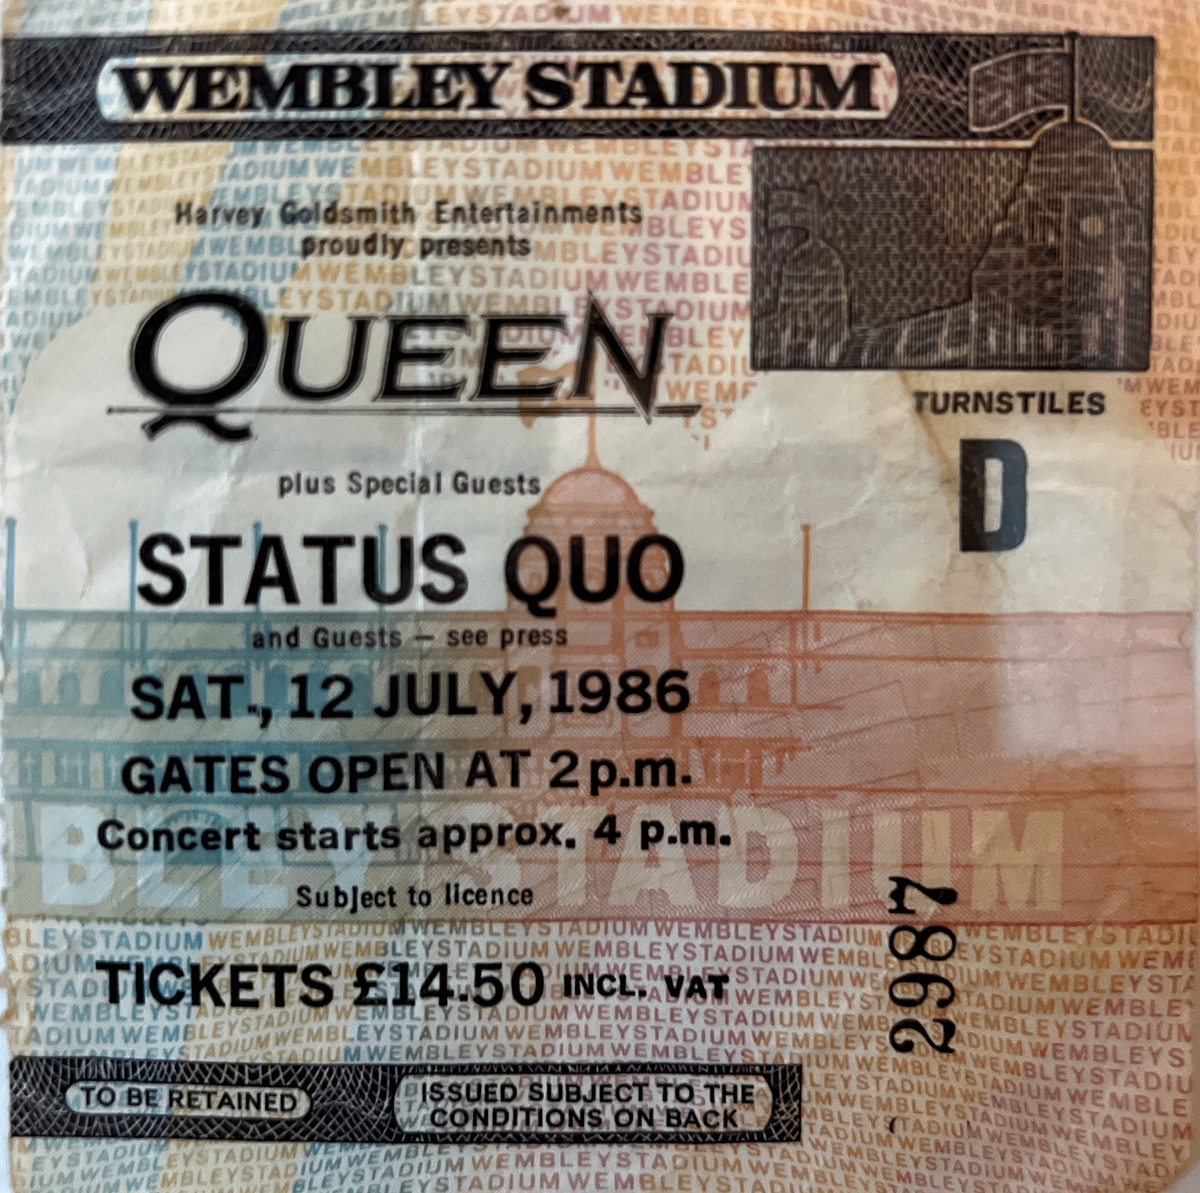 WEMBLEY STADIUM
Harvey Goldsmith Entertainments
proudly presents
QUEEN
TURNSTILES
D
plus Special Guests
STATUS QUO
and Guests — see press
SAT., 12 JULY, 1986
GATES OPEN AT 2 p.m.
Concert starts approx. 4 p.m.
BLEY STADIUM
Subject to licence
TICKETS £14.50 INCL. VAT
2987
TO BE RETAINED
ISSUED SUBJECT TO THE
CONDITIONS ON BACK